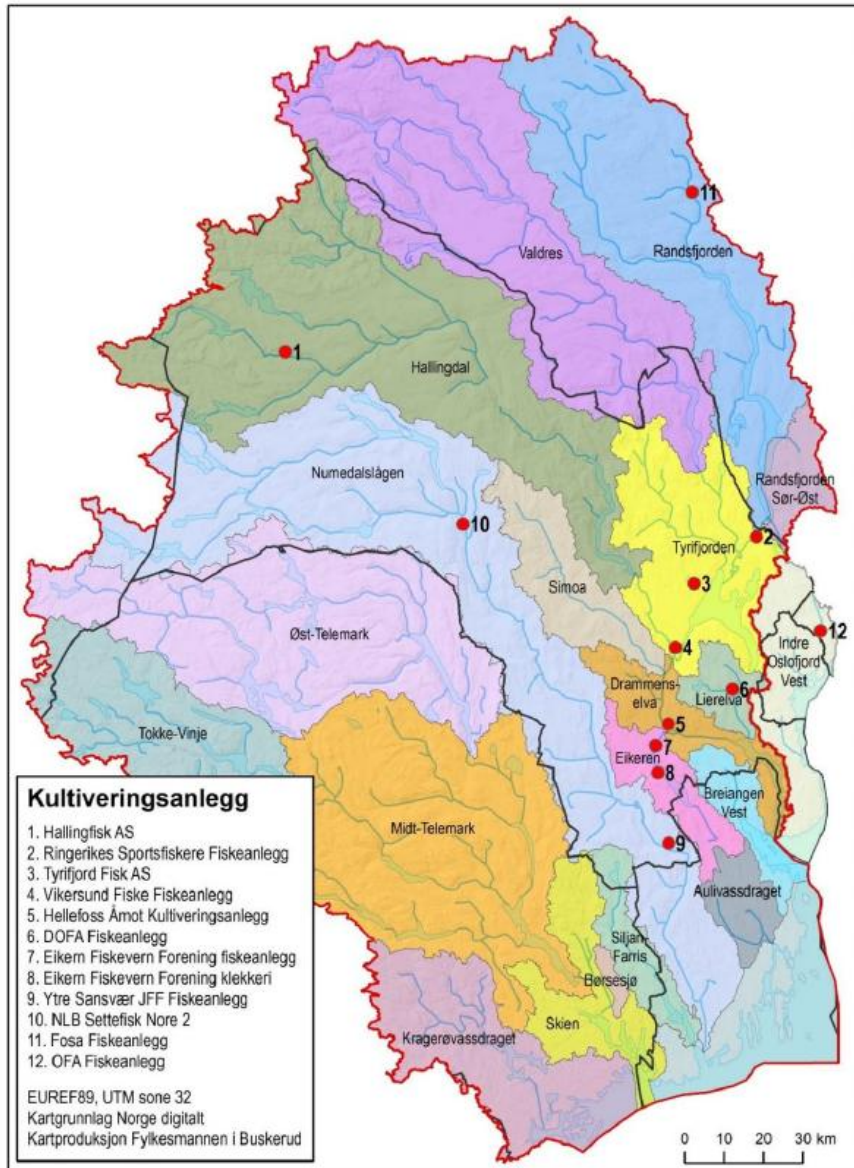 11
Randsfjorden
Valdres
1
Hallingdal
Randsfjorden
Sør-Øst
Numedalslågen
10
2
Tyrifjorden
3
Simoa
12
Indre
Oslofjord
Vest
4
Øst-Telemark
Drammens-
elva
Lierelva
6
5
Tokke-Vinje
7
Eikeren
8
Breiangen
Vest
Midt-Telemark
9
Aulivassdraget
Siljan-
Farris
Børsesjø
Skien
Kragerøvassdraget
Kultiveringsanlegg
1. Hallingfisk AS
2. Ringerikes Sportsfiskere Fiskeanlegg
3. Tyrifjord Fisk AS
4. Vikersund Fiske Fiskeanlegg
5. Hellefoss Åmot Kultiveringsanlegg
6. DOFA Fiskeanlegg
7. Eikern Fiskevern Forening fiskeanlegg
8. Eikern Fiskevern Forening klekkeri
9. Ytre Sansvær JFF Fiskeanlegg
10. NLB Settefisk Nore 2
11. Fosa Fiskeanlegg
12. OFA Fiskeanlegg
EUREF89, UTM sone 32
Kartgrunnlag Norge digitalt
Kartproduksjon Fylkesmannen i Buskerud
0 10 20 30 km